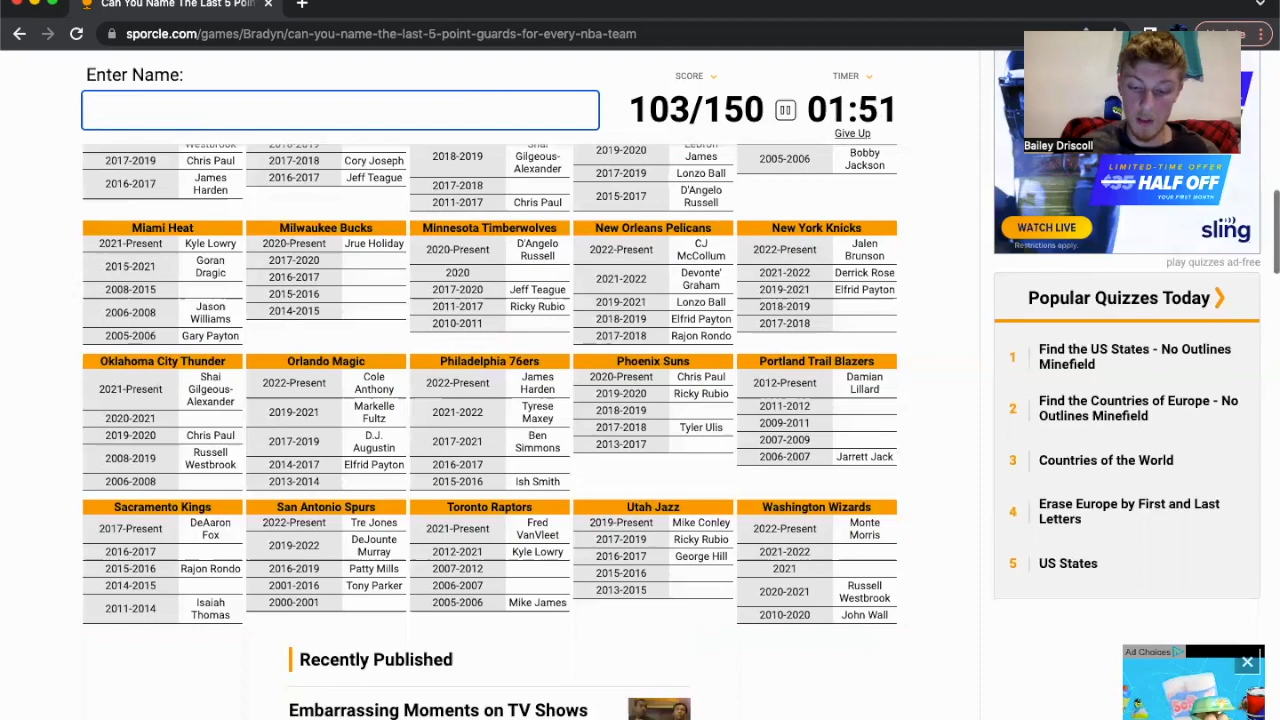 Can You Name The Last 5 Poin
sporcle.com/games/Bradyn/can-you-name-the-last-5-point-guards-for-every-nba-team
Enter Name:
SCORE
TIMER
103/150
01:51
Give Up
Westbrook
2017-2019 Chris Paul
2016-2017 James Harden
2017-2018 Cory Joseph
2016-2017 Jeff Teague
2018-2019 Shai Gilgeous-Alexander
2017-2018
2011-2017 Chris Paul
2019-2020 LeBron James
2017-2019 Lonzo Ball
2015-2017 D'Angelo Russell
2005-2006 Bobby Jackson
Miami Heat
2021-Present Kyle Lowry
2015-2021 Goran Dragic
2008-2015
2006-2008 Jason Williams
2005-2006 Gary Payton
Milwaukee Bucks
2020-Present Jrue Holiday
2017-2020
2016-2017
2015-2016
2014-2015
Minnesota Timberwolves
2020-Present D'Angelo Russell
2020
2017-2020 Jeff Teague
2011-2017 Ricky Rubio
2010-2011
New Orleans Pelicans
2022-Present CJ McCollum
2021-2022 Devonte' Graham
2019-2021 Lonzo Ball
2018-2019 Elfrid Payton
2017-2018 Rajon Rondo
New York Knicks
2022-Present Jalen Brunson
2021-2022 Derrick Rose
2019-2021 Elfrid Payton
2018-2019
2017-2018
Oklahoma City Thunder
2021-Present Shai Gilgeous-Alexander
2020-2021
2019-2020 Chris Paul
2008-2019 Russell Westbrook
2006-2008
Orlando Magic
2022-Present Cole Anthony
2019-2021 Markelle Fultz
2017-2019 D.J. Augustin
2014-2017 Elfrid Payton
2013-2014
Philadelphia 76ers
2022-Present James Harden
2021-2022 Tyrese Maxey
2017-2021 Ben Simmons
2016-2017
2015-2016 Ish Smith
Phoenix Suns
2020-Present Chris Paul
2019-2020 Ricky Rubio
2018-2019
2017-2018 Tyler Ulis
2013-2017
Portland Trail Blazers
2012-Present Damian Lillard
2011-2012
2009-2011
2007-2009
2006-2007 Jarrett Jack
Sacramento Kings
2017-Present DeAaron Fox
2016-2017
2015-2016 Rajon Rondo
2014-2015
2011-2014 Isaiah Thomas
San Antonio Spurs
2022-Present Tre Jones
2019-2022 DeJounte Murray
2016-2019 Patty Mills
2001-2016 Tony Parker
2000-2001
Toronto Raptors
2021-Present Fred VanVleet
2012-2021 Kyle Lowry
2007-2012
2006-2007
2005-2006 Mike James
Utah Jazz
2019-Present Mike Conley
2017-2019 Ricky Rubio
2016-2017 George Hill
2015-2016
2013-2015
Washington Wizards
2022-Present Monte Morris
2021-2022
2021
2020-2021 Russell Westbrook
2010-2020 John Wall
Recently Published
Embarrassing Moments on TV Shows
Bailey Driscoll
LIMITED-TIME OFFER
$35 HALF OFF
YOUR FIRST MONTH
WATCH LIVE
Restrictions apply.
sling
play quizzes ad-free
Popular Quizzes Today
1 Find the US States - No Outlines Minefield
2 Find the Countries of Europe - No Outlines Minefield
3 Countries of the World
4 Erase Europe by First and Last Letters
5 US States
Ad Choices